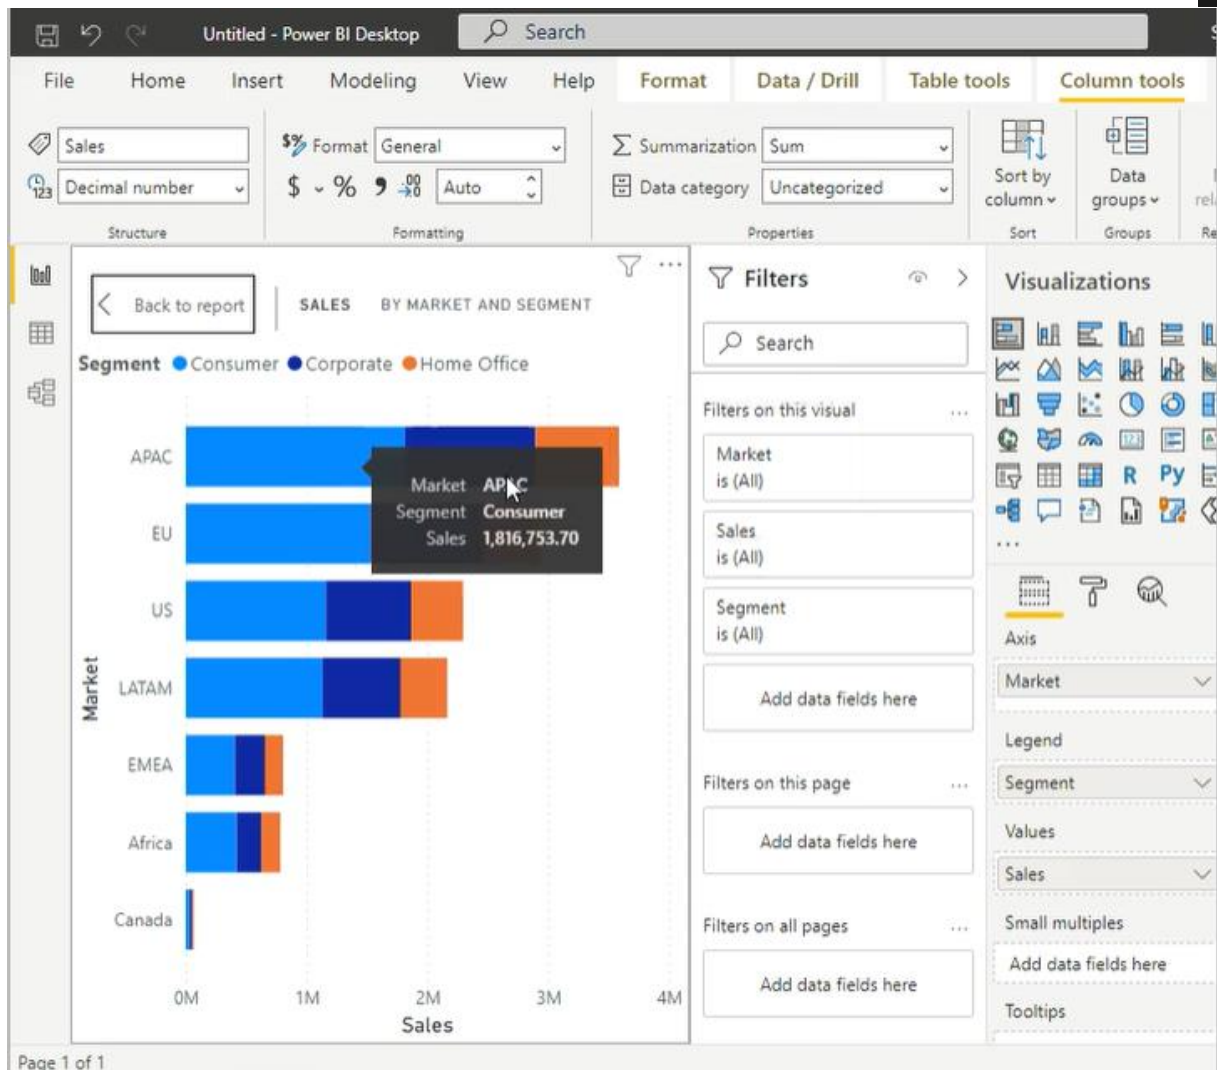 Untitled - Power BI Desktop
Search
File Home Insert Modeling View Help Format Data / Drill Table tools Column tools
Sales
$% Format General
Summarization Sum
Sort by
column
Data
groups
123 Decimal number
$ % 9 .00 Auto
Data category Uncategorized
Structure
Formatting
Properties
Sort
Groups
Back to report
SALES BY MARKET AND SEGMENT
Segment Consumer Corporate Home Office
APAC
EU
US
LATAM
EMEA
Africa
Canada
Market
Market APAC
Segment Consumer
Sales 1,816,753.70
0M 1M 2M 3M 4M
Sales
Filters
Search
Filters on this visual
Market
is (All)
Sales
is (All)
Segment
is (All)
Add data fields here
Filters on this page
Add data fields here
Filters on all pages
Add data fields here
Visualizations
123
R Py
Axis
Market
Legend
Segment
Values
Sales
Small multiples
Add data fields here
Tooltips
Page 1 of 1